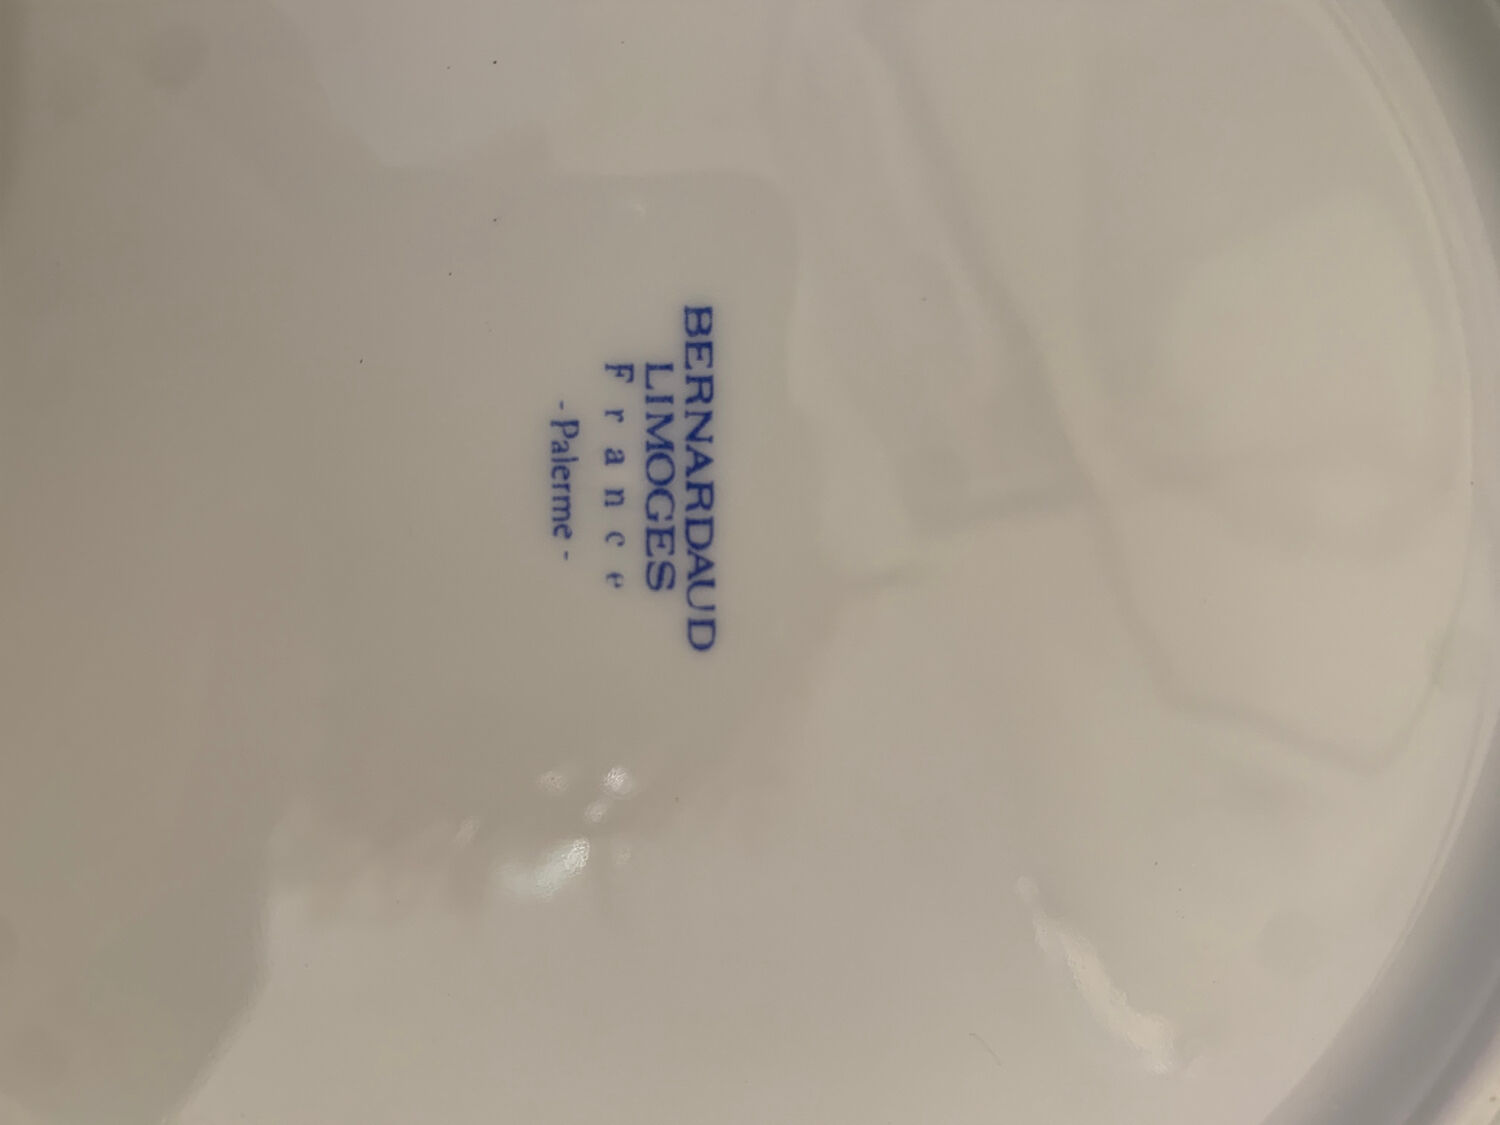 BERNARDAUD
LIMOGES
France
- Palerme -